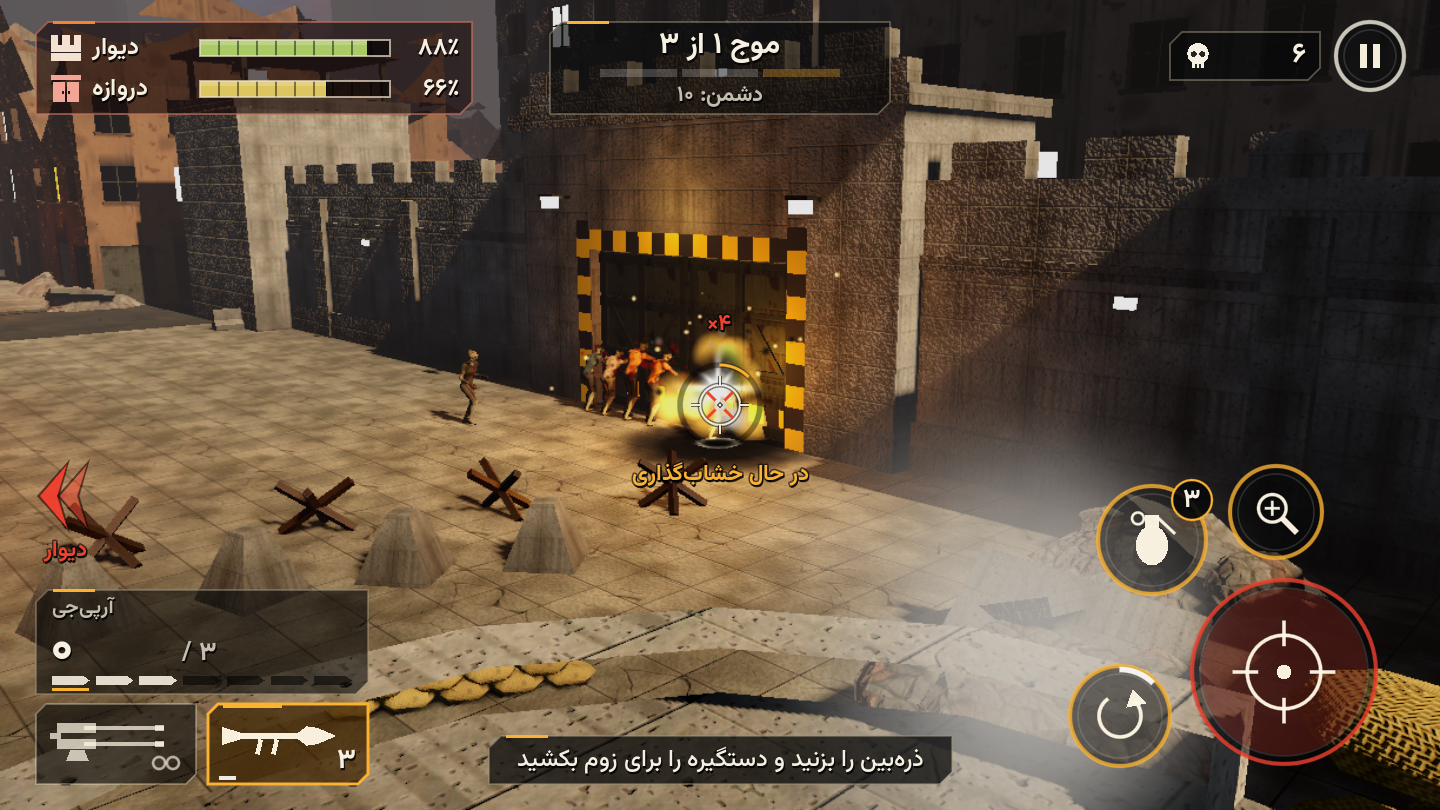 دیوار ۸۸٪
دروازه ۶۶٪
موج ۱ از ۳
دشمن: ۱۰
۶
×۴
در حال خشاب‌گذاری
دیوار
آرپی‌جی
۰ / ۳
۳
∞
۳
ذره‌بین را بزنید و دستگیره را برای زوم بکشید